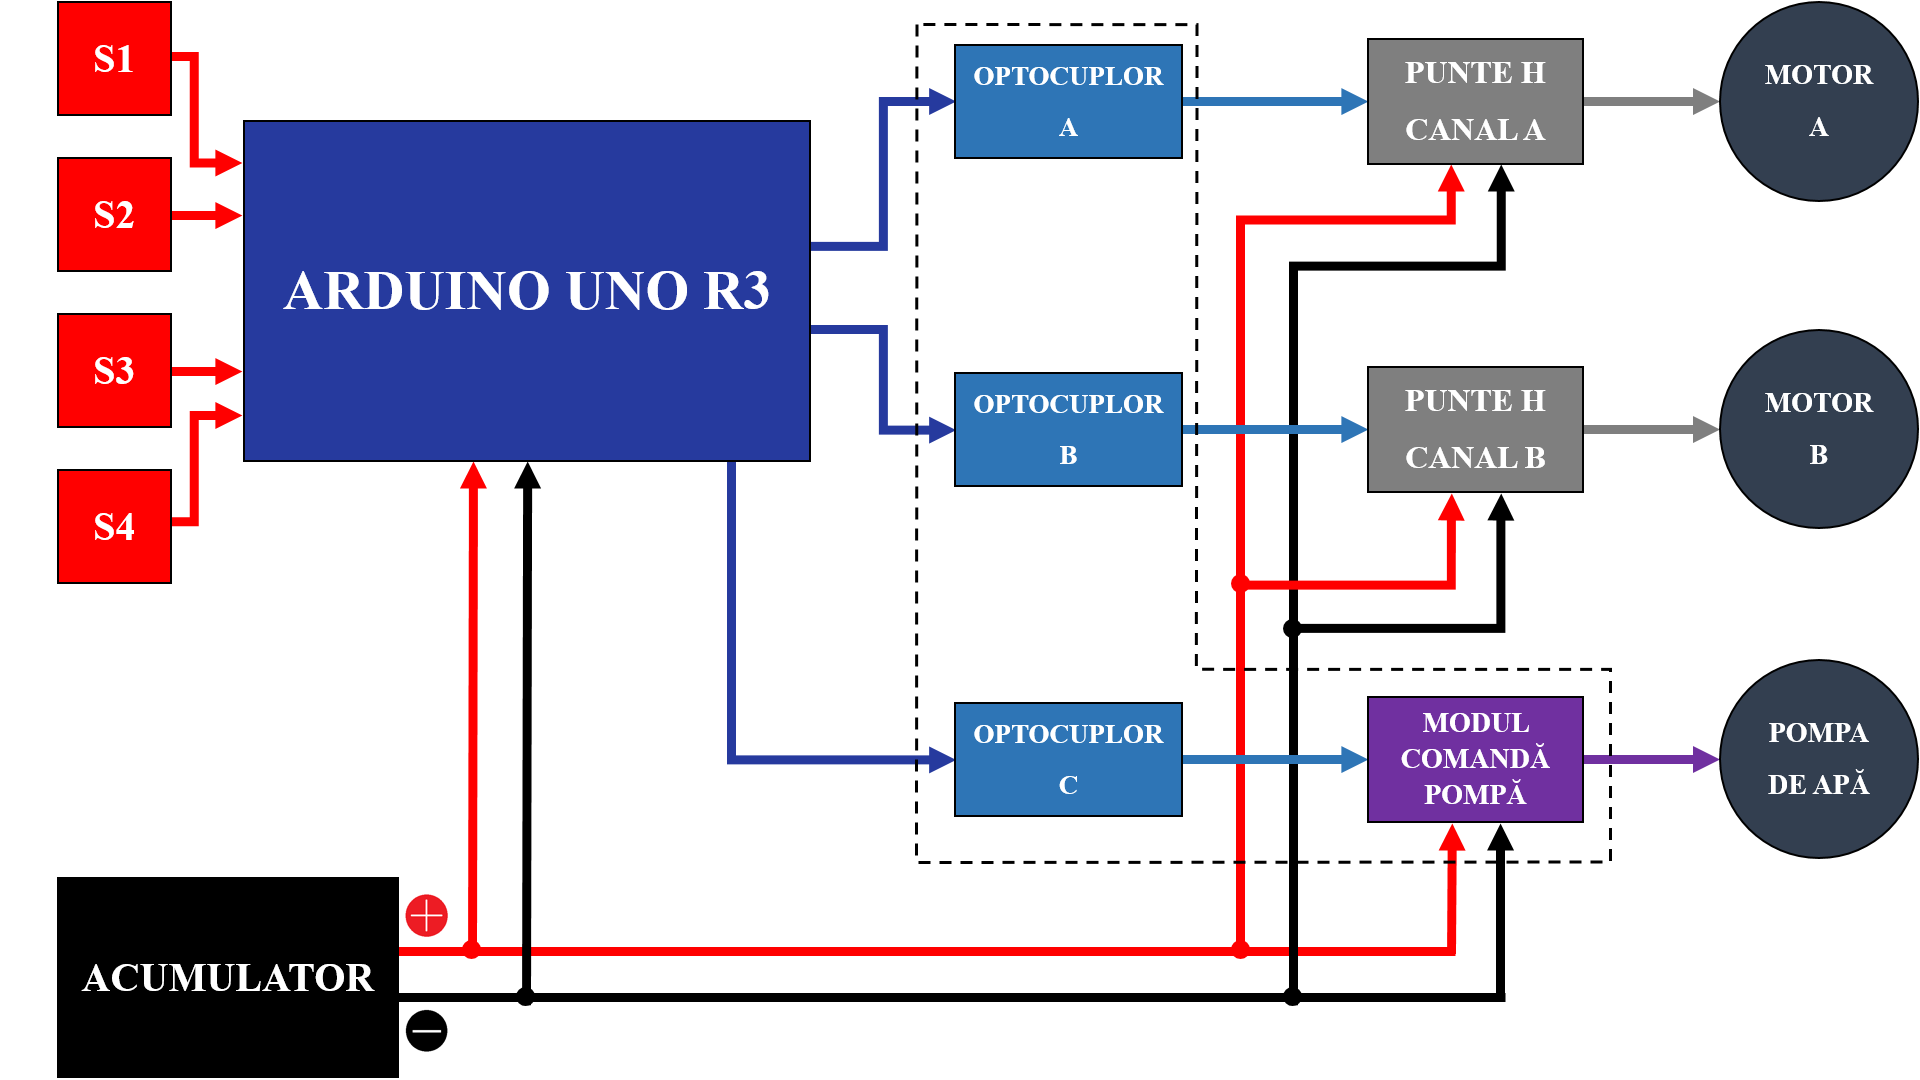 S1
S2
S3
S4
ARDUINO UNO R3
OPTOCUPLOR
A
PUNTE H
CANAL A
MOTOR
A
OPTOCUPLOR
B
PUNTE H
CANAL B
MOTOR
B
OPTOCUPLOR
C
MODUL
COMANDĂ
POMPĂ
POMPA
DE APĂ
ACUMULATOR
+
−